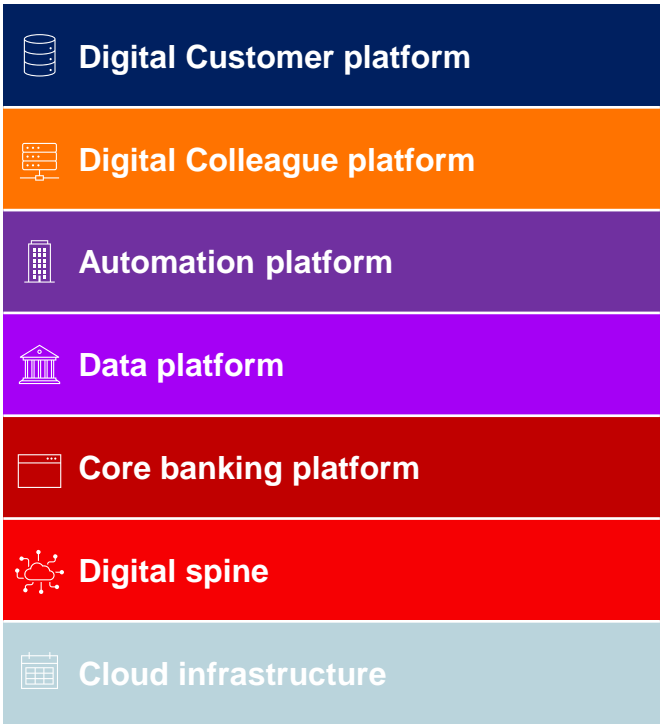 Digital Customer platform
Digital Colleague platform
Automation platform
Data platform
Core banking platform
Digital spine
Cloud infrastructure